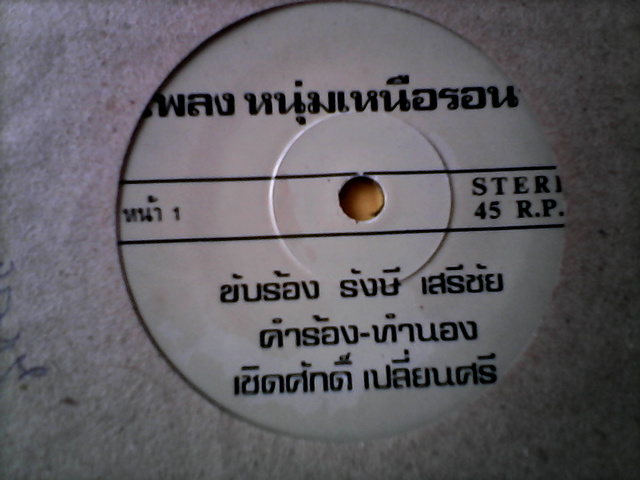 เพลง หนุ่มเหนือรอน
หน้า 1
STERE
45 R.P.
ขับร้อง รังษี เสรีชัย
คำร้อง-ทำนอง
เชิดศักดิ์ เปลี่ยนศรี